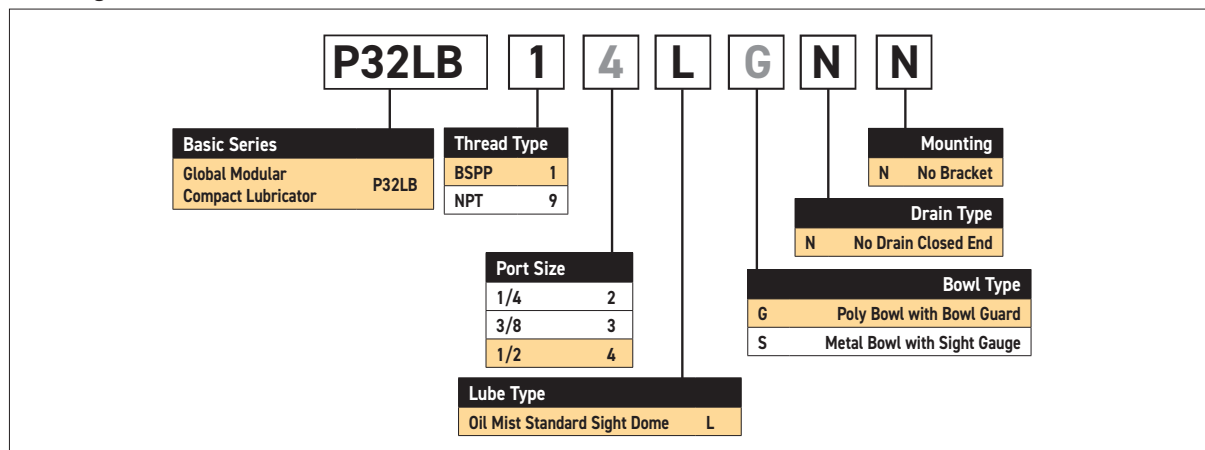 P32LB 1 4 L G N N
Basic Series
Global Modular
Compact Lubricator P32LB
Thread Type
BSPP 1
NPT 9
Mounting
N No Bracket
Drain Type
N No Drain Closed End
Port Size
1/4 2
3/8 3
1/2 4
Bowl Type
G Poly Bowl with Bowl Guard
S Metal Bowl with Sight Gauge
Lube Type
Oil Mist Standard Sight Dome L